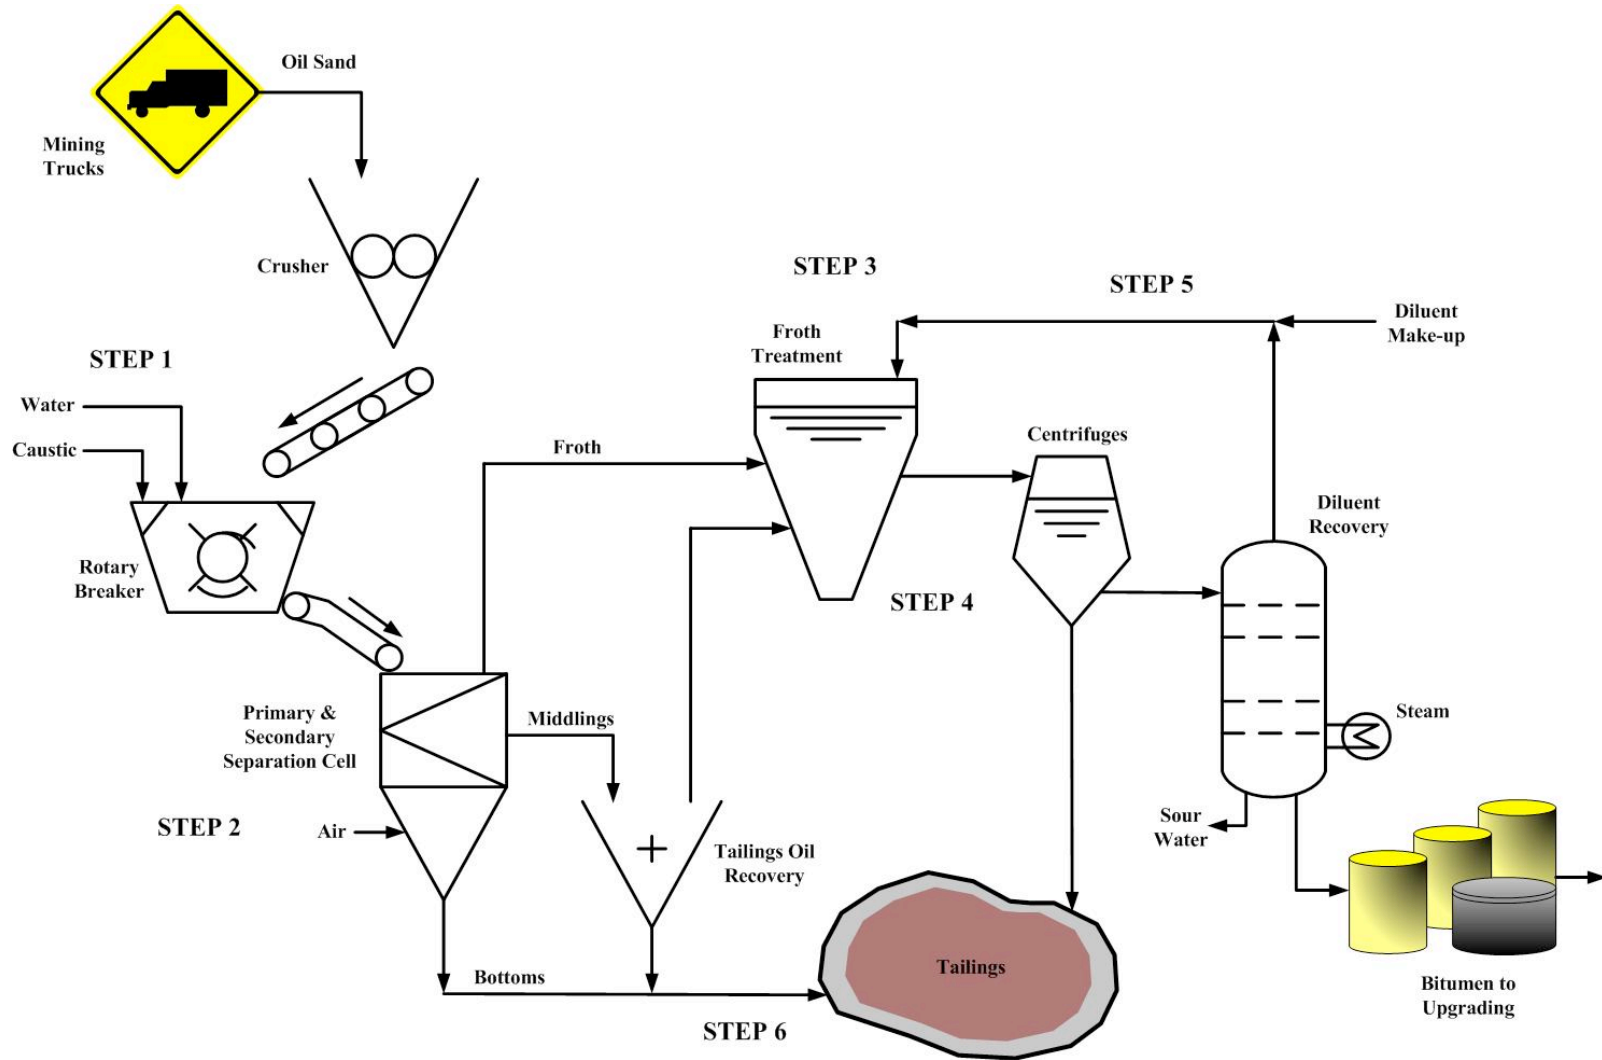 Oil Sand
Mining
Trucks
Crusher
STEP 1
Water
Caustic
Rotary
Breaker
STEP 3
STEP 5
Froth
Treatment
Diluent
Make-up
Froth
Centrifuges
Diluent
Recovery
STEP 4
Primary &
Secondary
Separation Cell
Middlings
Steam
STEP 2
Air
Tailings Oil
Recovery
Sour
Water
Bottoms
Tailings
Bitumen to
Upgrading
STEP 6